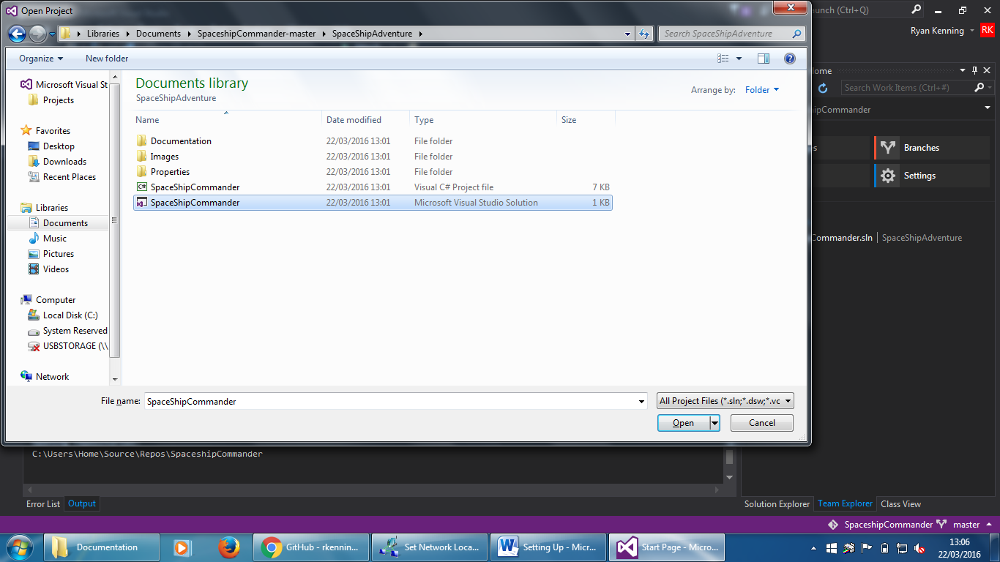 Open Project
Libraries Documents SpaceshipCommander-master SpaceShipAdventure
Search SpaceShipAdventure
Organize New folder
Microsoft Visual St
Projects
Favorites
Desktop
Downloads
Recent Places
Libraries
Documents
Music
Pictures
Videos
Computer
Local Disk (C:)
System Reserved
USBSTORAGE (\\
Network
Documents library
SpaceShipAdventure
Arrange by: Folder
Name Date modified Type Size
Documentation 22/03/2016 13:01 File folder
Images 22/03/2016 13:01 File folder
Properties 22/03/2016 13:01 File folder
C# SpaceShipCommander 22/03/2016 13:01 Visual C# Project file 7 KB
SpaceShipCommander 22/03/2016 13:01 Microsoft Visual Studio Solution 1 KB
File name: SpaceShipCommander
All Project Files (*.sln;*.dsw;*.vc
Open Cancel
unch (Ctrl+Q)
Ryan Kenning RK
ome
Search Work Items (Ctrl+#)
ipCommander
es Branches
Settings
Commander.sln | SpaceShipAdventure
C:\Users\Home\Source\Repos\SpaceshipCommander
Error List Output
Solution Explorer Team Explorer Class View
SpaceshipCommander master
Documentation
GitHub - rkennin...
Set Network Loca...
Setting Up - Micr...
Start Page - Micro...
13:06
22/03/2016